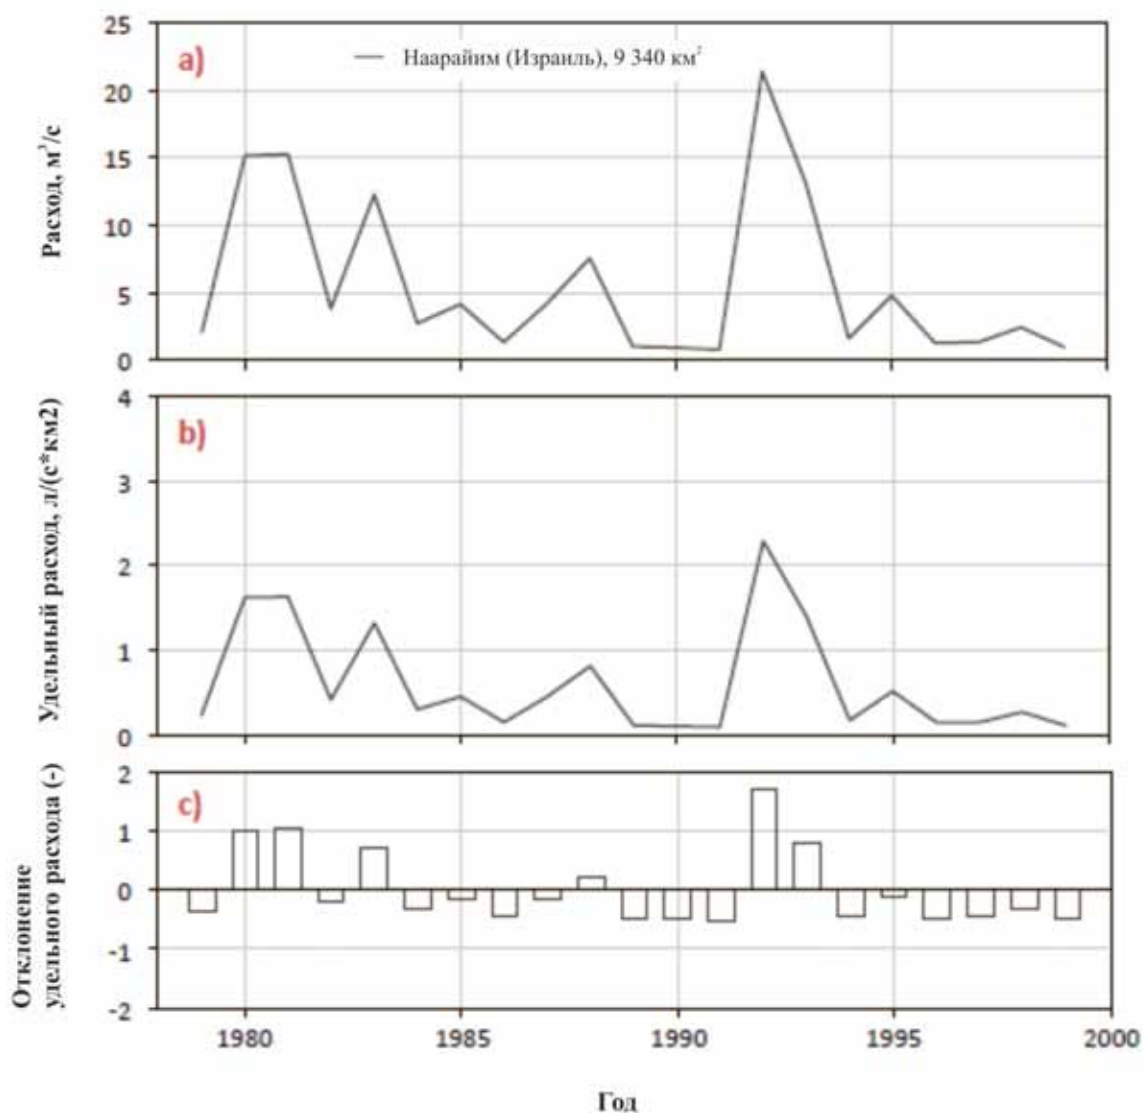 25
a)
Наарайим (Израиль), 9 340 км²
20
15
10
5
0
Расход, м³/с
4
b)
3
2
1
0
Удельный расход, л/(с*км2)
2
c)
1
0
-1
-2
Отклонение
удельного расхода (-)
1980 1985 1990 1995 2000
Год